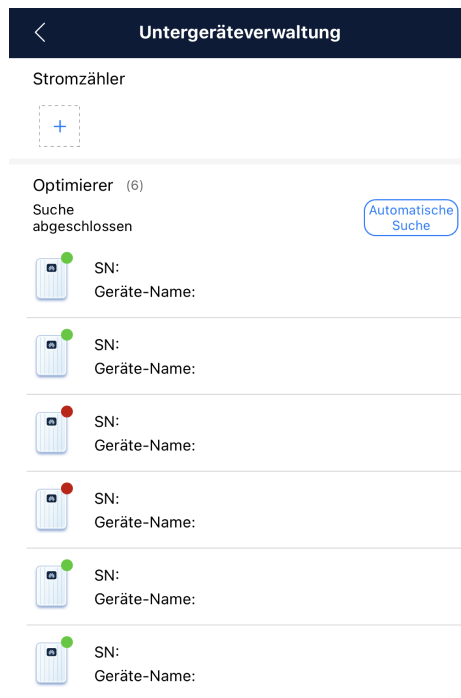 Untergeräteverwaltung
Stromzähler
+
Optimierer (6)
Suche
abgeschlossen
Automatische
Suche
SN:
Geräte-Name:
SN:
Geräte-Name:
SN:
Geräte-Name:
SN:
Geräte-Name:
SN:
Geräte-Name:
SN:
Geräte-Name: